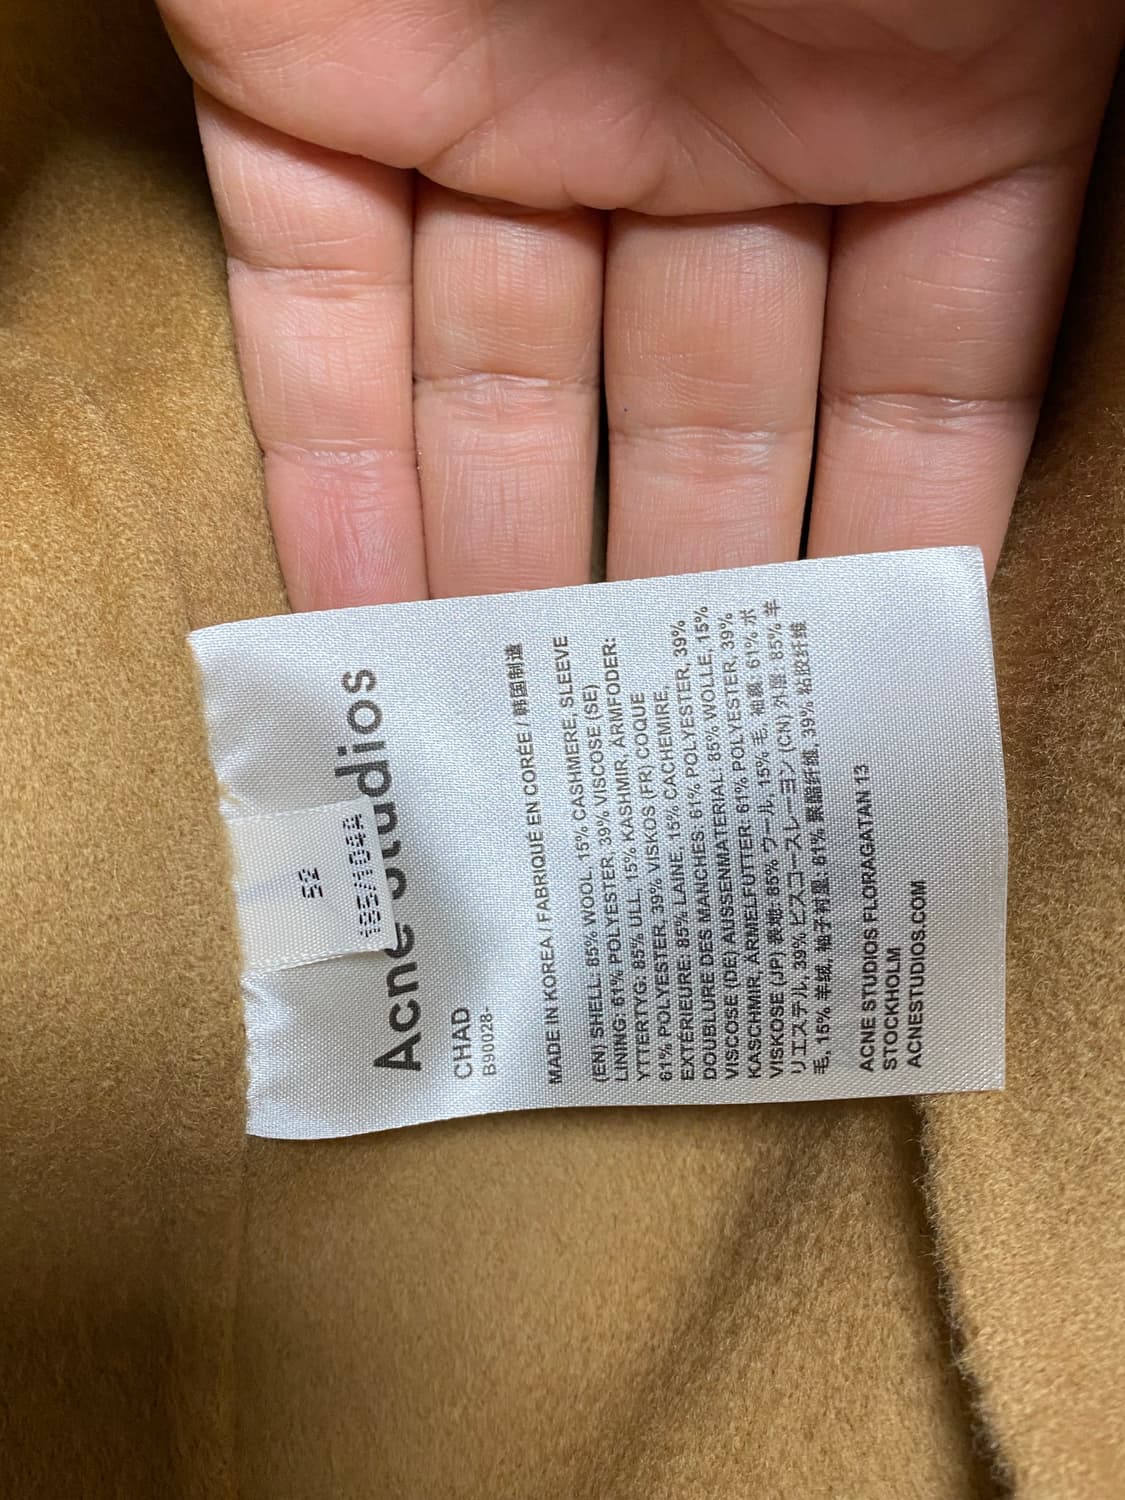 52
185/104A
Acne Studios
CHAD
B90028-
MADE IN KOREA / FABRIQUÉ EN CORÉE / 韩国制造
(EN) SHELL: 85% WOOL, 15% CASHMERE, SLEEVE
LINING: 61% POLYESTER, 39% VISCOSE (SE)
YTTERTYG: 85% ULL, 15% KASHMIR, ÄRMFODER:
61% POLYESTER, 39% VISKOS (FR) COQUE
EXTÉRIEURE: 85% LAINE, 15% CACHEMIRE,
DOUBLURE DES MANCHES: 61% POLYESTER, 39%
VISCOSE (DE) AUSSENMATERIAL: 85% WOLLE, 15%
KASCHMIR, ÄRMELFUTTER: 61% POLYESTER, 39%
VISKOSE (JP) 表地: 85% ウール, 15% 毛, 袖裏: 61% ポ
リエステル, 39% ビスコースレーヨン (CN) 外层: 85% 羊
毛, 15% 羊绒, 袖子衬里: 61% 聚脂纤维, 39% 粘胶纤维
ACNE STUDIOS FLORAGATAN 13
STOCKHOLM
ACNESTUDIOS.COM